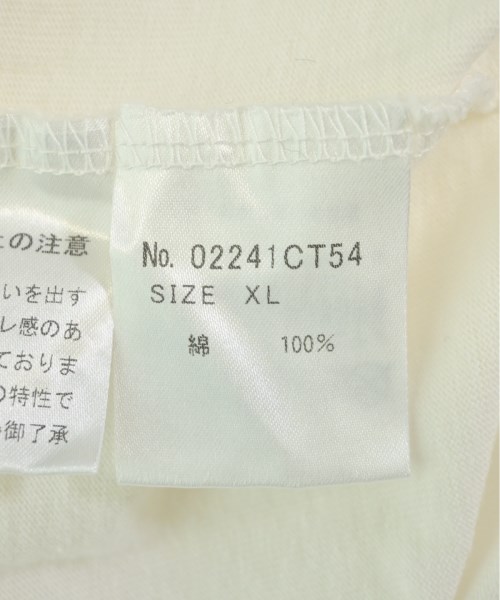 の注意
いを出す
レ感のあ
ておりま
の特性で
御了承
No. 02241CT54
SIZE XL
綿 100%